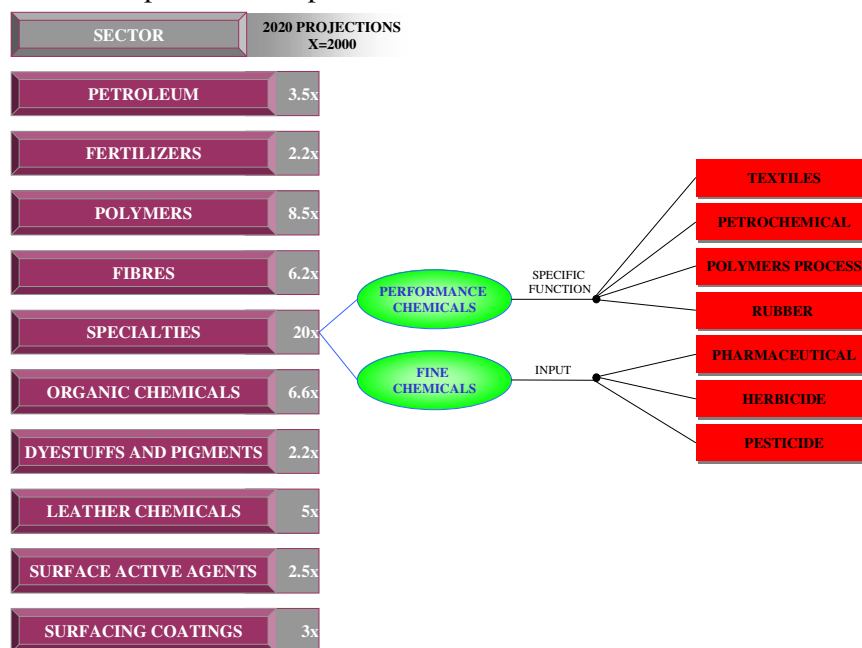 SECTOR
2020 PROJECTIONS
X=2000
PETROLEUM 3.5x
FERTILIZERS 2.2x
POLYMERS 8.5x
FIBRES 6.2x
SPECIALTIES 20x
ORGANIC CHEMICALS 6.6x
DYESTUFFS AND PIGMENTS 2.2x
LEATHER CHEMICALS 5x
SURFACE ACTIVE AGENTS 2.5x
SURFACING COATINGS 3x
PERFORMANCE
CHEMICALS
SPECIFIC
FUNCTION
FINE
CHEMICALS
INPUT
TEXTILES
PETROCHEMICAL
POLYMERS PROCESS
RUBBER
PHARMACEUTICAL
HERBICIDE
PESTICIDE